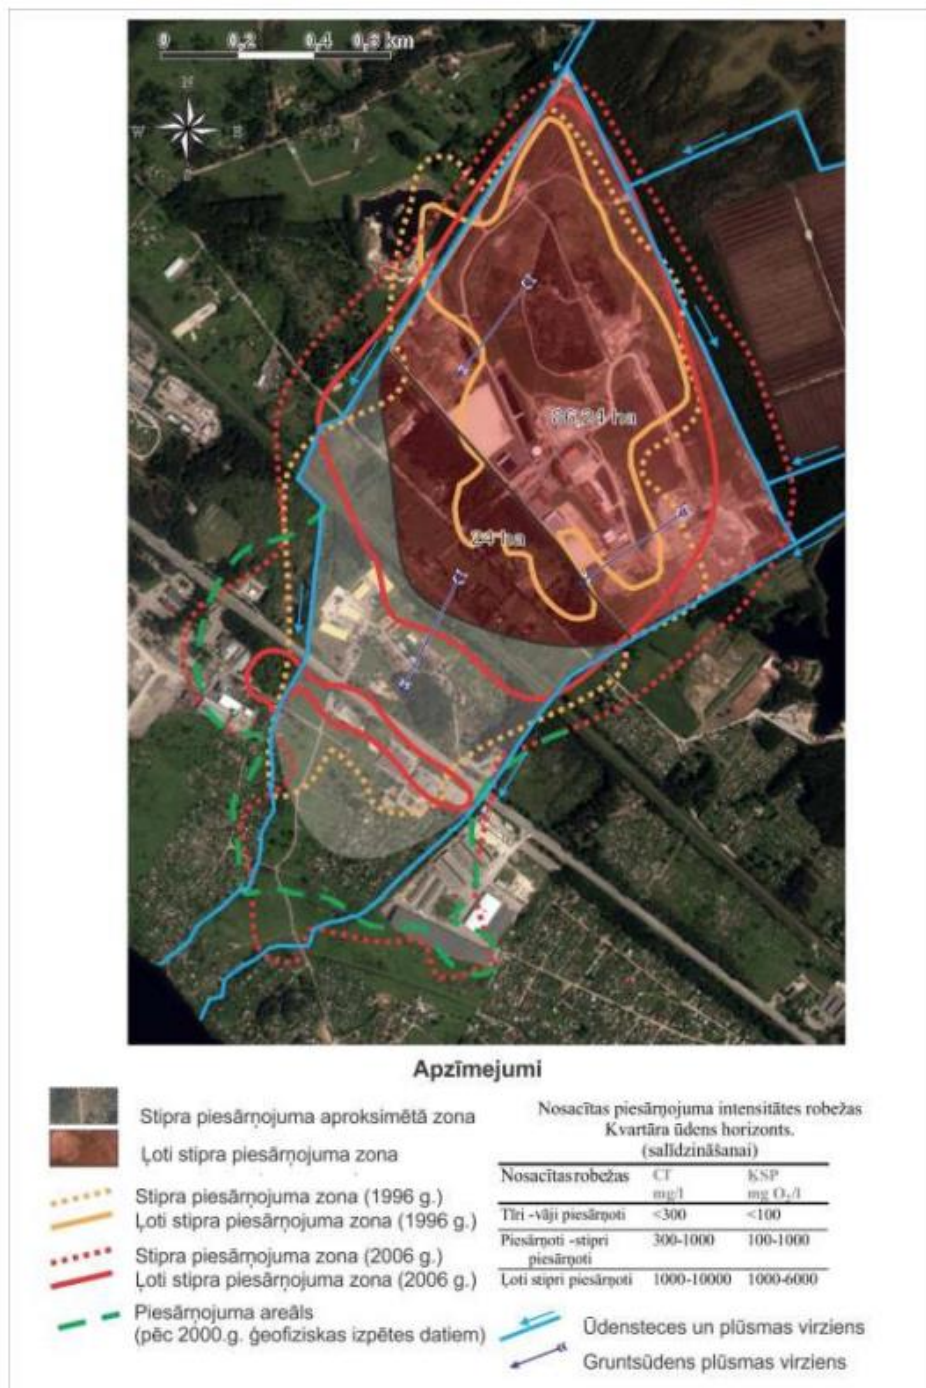 0 0,2 0,4 0,6 km
N
W E
S
86,24 ha
24 ha
Apzīmejumi
Stipra piesārņojuma aproksimētā zona
Ļoti stipra piesārņojuma zona
Stipra piesārņojuma zona (1996 g.)
Ļoti stipra piesārņojuma zona (1996 g.)
Stipra piesārņojuma zona (2006 g.)
Ļoti stipra piesārņojuma zona (2006 g.)
Piesārņojuma areāls
(pēc 2000.g. ģeofiziskas izpētes datiem)
Nosacītas piesārņojuma intensitātes robežas
Kvartāra ūdens horizonts.
(salīdzināšanai)
Nosacītas robežas Cl⁻ KSP
mg/l mg O₂/l
Tīri -vāji piesārņoti <300 <100
Piesārņoti -stipri 300-1000 100-1000
piesārņoti
Ļoti stipri piesārņoti 1000-10000 1000-6000
Ūdensteces un plūsmas virziens
Gruntsūdens plūsmas virziens